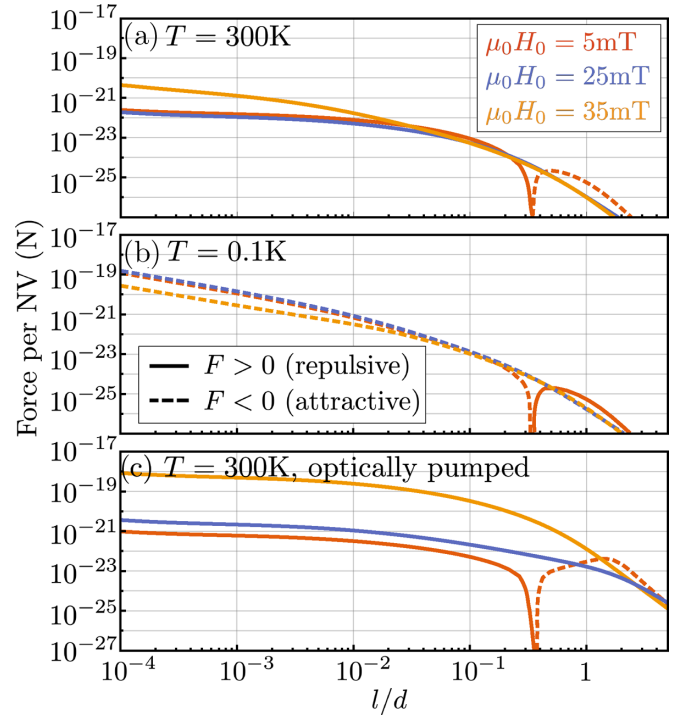 Force per NV (N)
(a) T = 300K
μ₀H₀ = 5mT
μ₀H₀ = 25mT
μ₀H₀ = 35mT
10⁻¹⁷
10⁻¹⁹
10⁻²¹
10⁻²³
10⁻²⁵
(b) T = 0.1K
F > 0 (repulsive)
F < 0 (attractive)
10⁻¹⁷
10⁻¹⁹
10⁻²¹
10⁻²³
10⁻²⁵
(c) T = 300K, optically pumped
10⁻¹⁷
10⁻¹⁹
10⁻²¹
10⁻²³
10⁻²⁵
10⁻²⁷
10⁻⁴ 10⁻³ 10⁻² 10⁻¹ 1
l/d